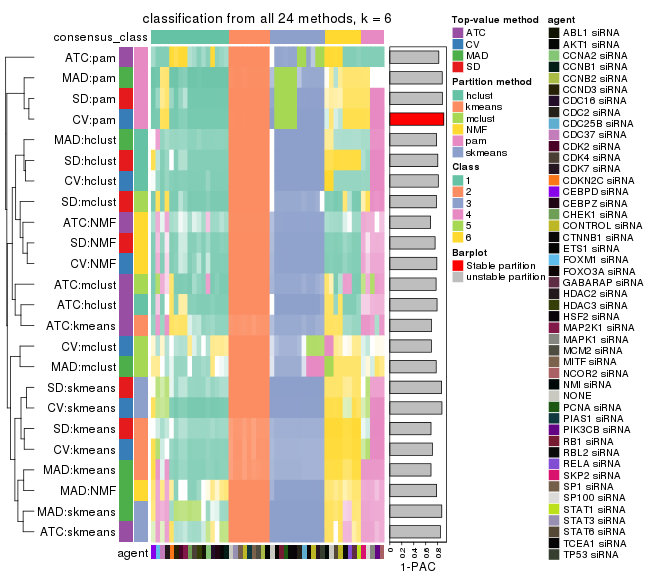 classification from all 24 methods, k = 6
consensus_class
ATC:pam
MAD:pam
SD:pam
CV:pam
MAD:hclust
SD:hclust
CV:hclust
SD:mclust
ATC:NMF
SD:NMF
CV:NMF
ATC:mclust
ATC:hclust
ATC:kmeans
CV:mclust
MAD:mclust
SD:skmeans
CV:skmeans
SD:kmeans
CV:kmeans
MAD:kmeans
MAD:NMF
MAD:skmeans
ATC:skmeans
agent
0
0.2
0.4
0.6
0.8
1-PAC
Top-value method
ATC
CV
MAD
SD
Partition method
hclust
kmeans
mclust
NMF
pam
skmeans
Class
1
2
3
4
5
6
Barplot
Stable partition
unstable partition
agent
ABL1 siRNA
AKT1 siRNA
CCNA2 siRNA
CCNB1 siRNA
CCNB2 siRNA
CCND3 siRNA
CDC16 siRNA
CDC2 siRNA
CDC25B siRNA
CDC37 siRNA
CDK2 siRNA
CDK4 siRNA
CDK7 siRNA
CDKN2C siRNA
CEBPD siRNA
CEBPZ siRNA
CHEK1 siRNA
CONTROL siRNA
CTNNB1 siRNA
ETS1 siRNA
FOXM1 siRNA
FOXO3A siRNA
GABARAP siRNA
HDAC2 siRNA
HDAC3 siRNA
HSF2 siRNA
MAP2K1 siRNA
MAPK1 siRNA
MCM2 siRNA
MITF siRNA
NCOR2 siRNA
NMI siRNA
NONE
PCNA siRNA
PIAS1 siRNA
PIK3CB siRNA
RB1 siRNA
RBL2 siRNA
RELA siRNA
SKP2 siRNA
SP1 siRNA
SP100 siRNA
STAT1 siRNA
STAT3 siRNA
STAT6 siRNA
TCEA1 siRNA
TP53 siRNA